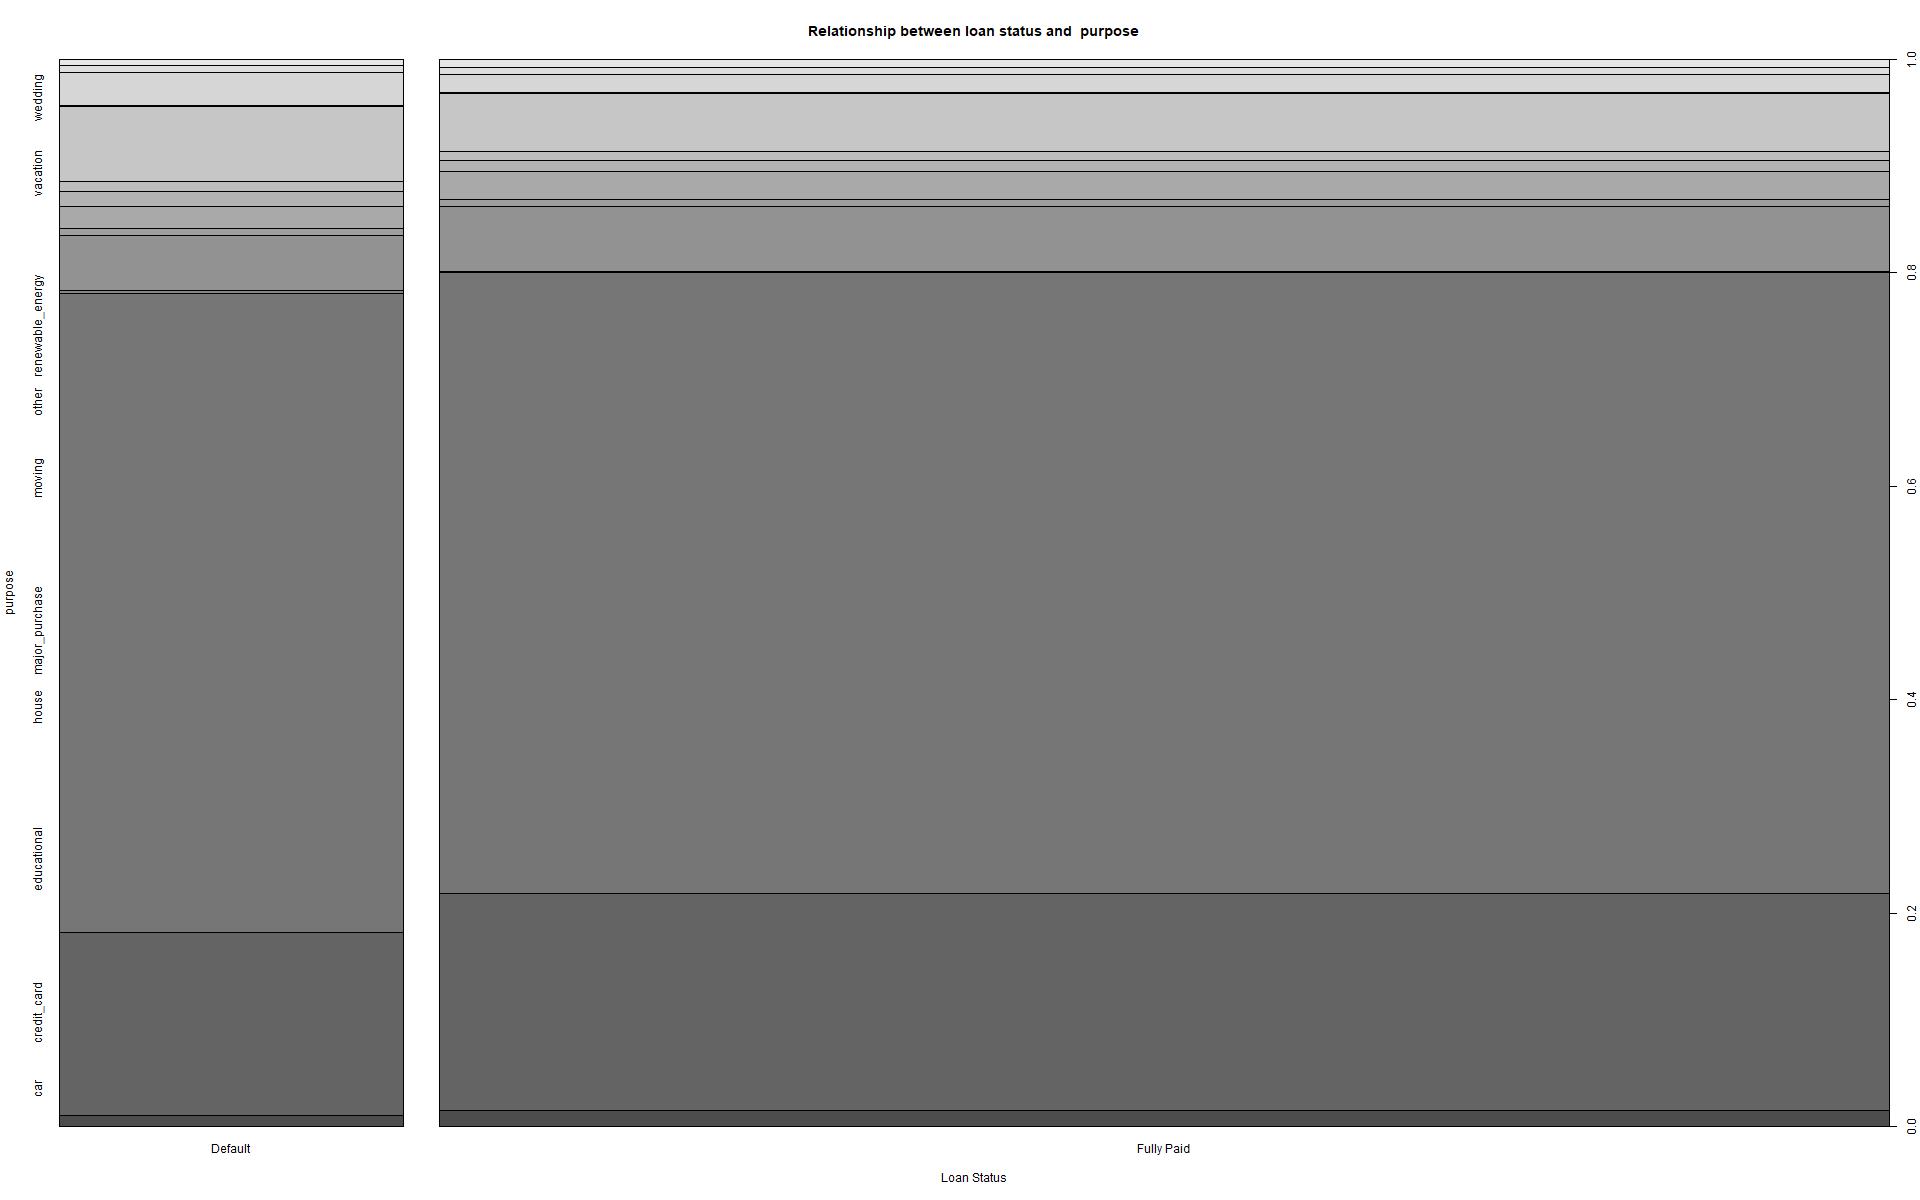 Relationship between loan status and  purpose
purpose
wedding
vacation
renewable_energy
other
moving
major_purchase
house
educational
credit_card
car
1.0
0.8
0.6
0.4
0.2
0.0
Default
Fully Paid
Loan Status